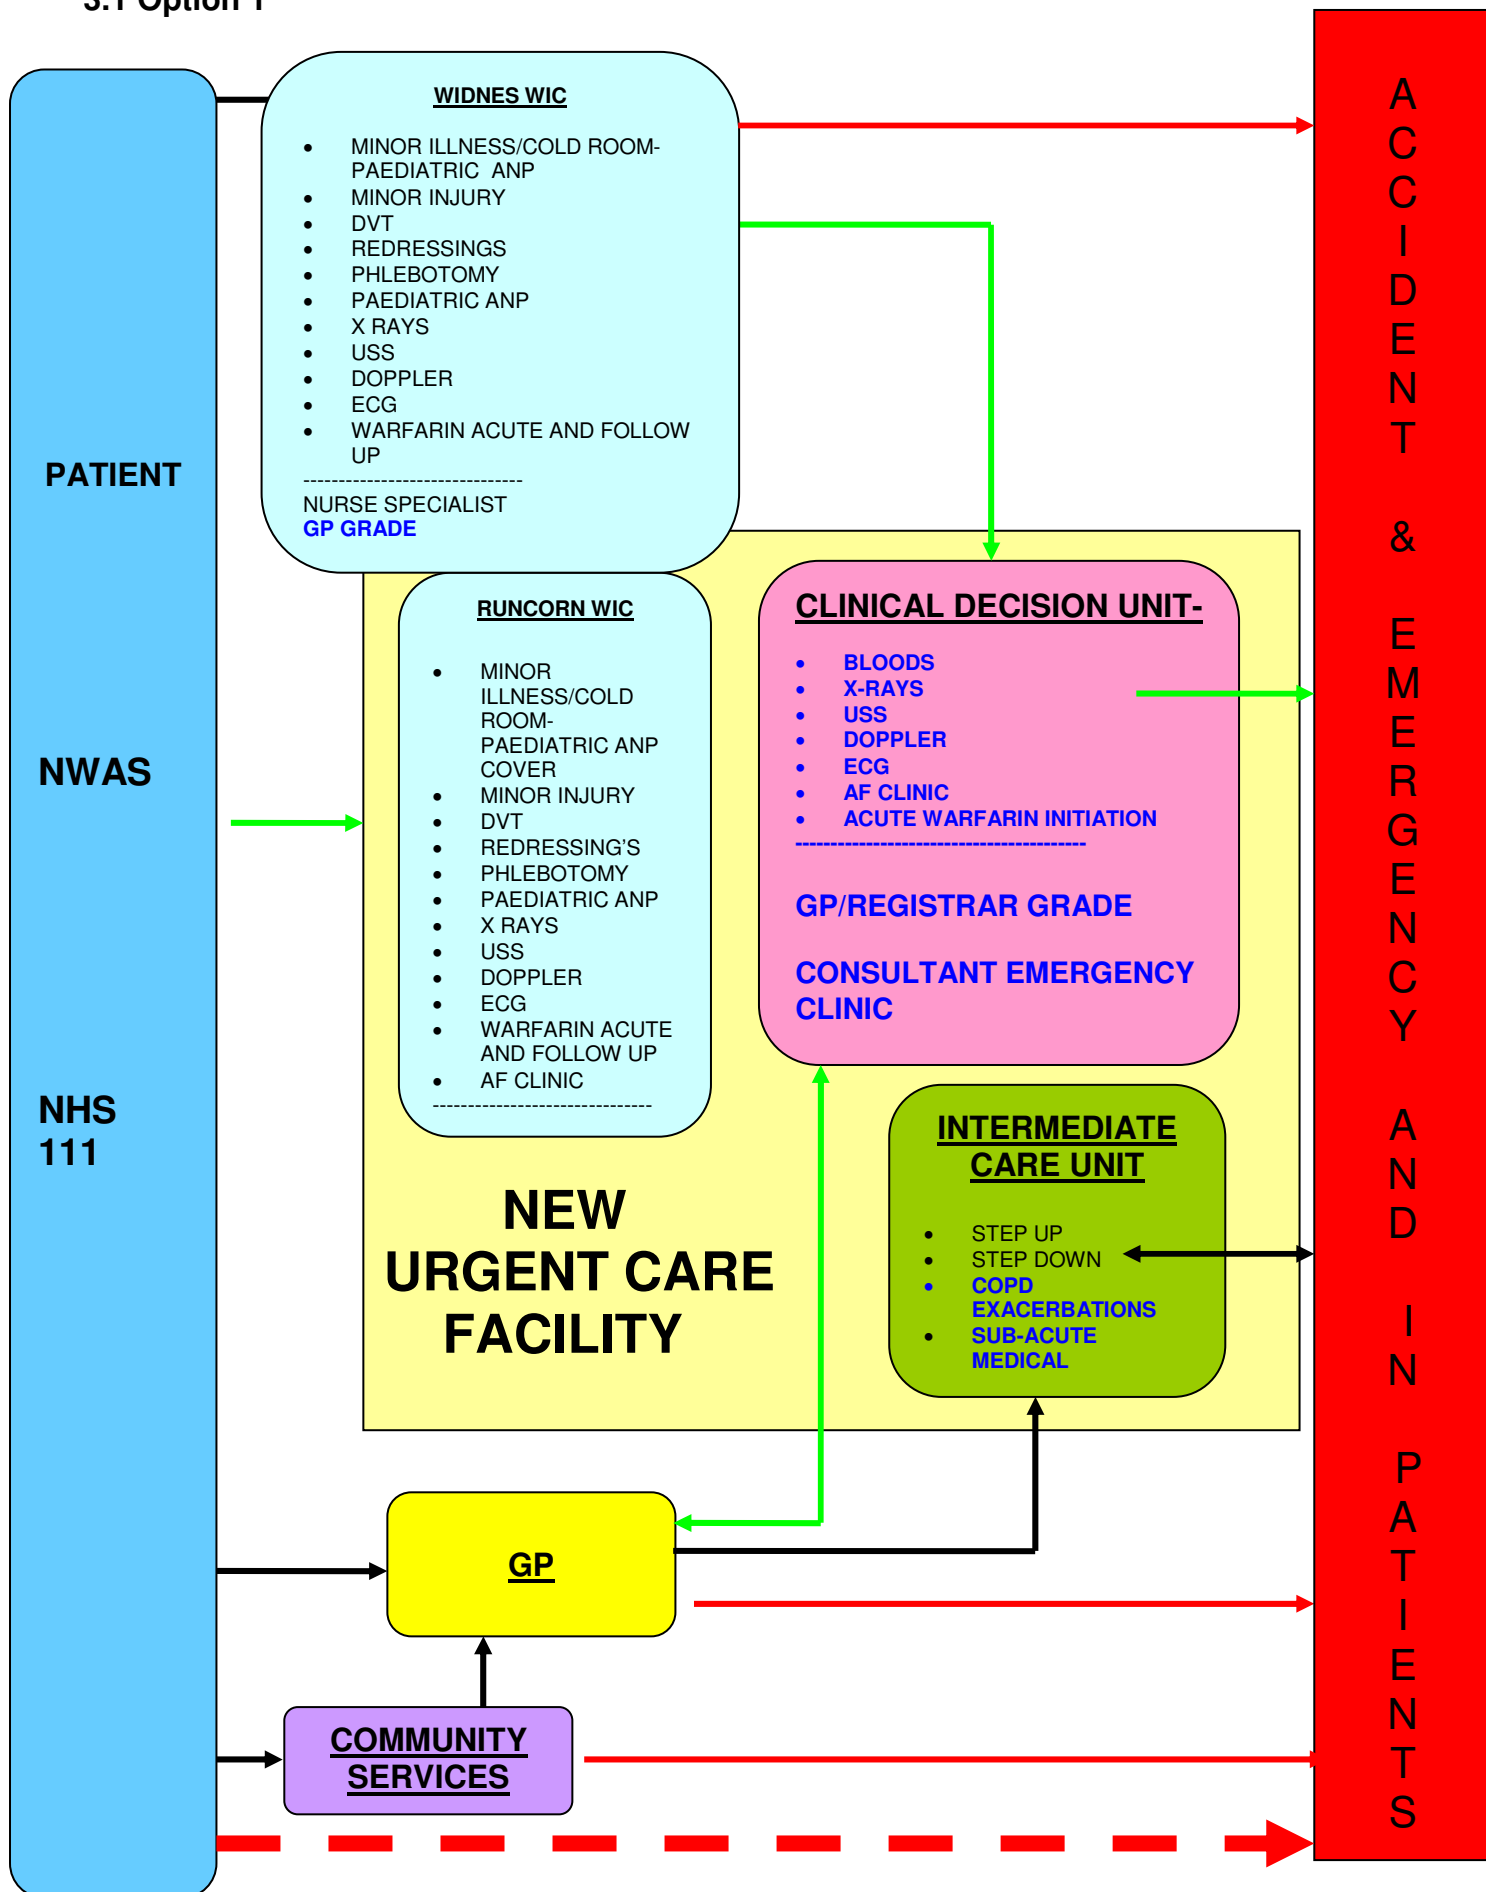 3.1 Option 1
PATIENT
NWAS
NHS
111
WIDNES WIC
• MINOR ILLNESS/COLD ROOM-
PAEDIATRIC ANP
• MINOR INJURY
• DVT
• REDRESSINGS
• PHLEBOTOMY
• PAEDIATRIC ANP
• X RAYS
• USS
• DOPPLER
• ECG
• WARFARIN ACUTE AND FOLLOW
UP
-------------------------------
NURSE SPECIALIST
GP GRADE
RUNCORN WIC
• MINOR
ILLNESS/COLD
ROOM-
PAEDIATRIC ANP
COVER
• MINOR INJURY
• DVT
• REDRESSING'S
• PHLEBOTOMY
• PAEDIATRIC ANP
• X RAYS
• USS
• DOPPLER
• ECG
• WARFARIN ACUTE
AND FOLLOW UP
• AF CLINIC
-------------------------------
CLINICAL DECISION UNIT-
• BLOODS
• X-RAYS
• USS
• DOPPLER
• ECG
• AF CLINIC
• ACUTE WARFARIN INITIATION
-----------------------------------------
GP/REGISTRAR GRADE
CONSULTANT EMERGENCY
CLINIC
INTERMEDIATE
CARE UNIT
• STEP UP
• STEP DOWN
• COPD
EXACERBATIONS
• SUB-ACUTE
MEDICAL
NEW
URGENT CARE
FACILITY
GP
COMMUNITY
SERVICES
ACCIDENT & EMERGENCY AND IN PATIENTS